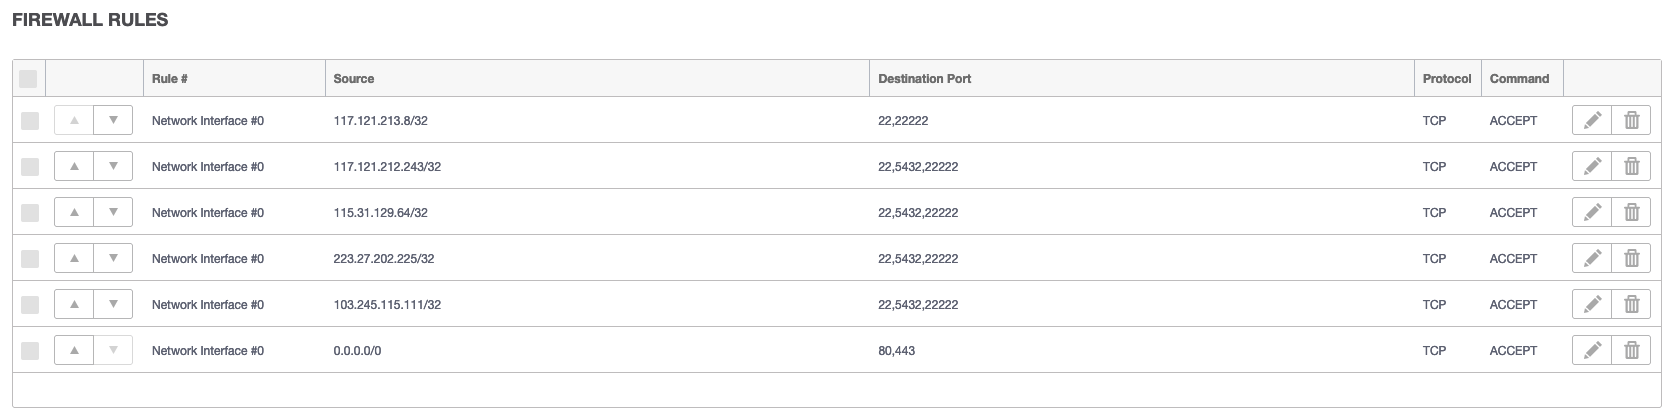 FIREWALL RULES
Rule # Source Destination Port Protocol Command
Network Interface #0 117.121.213.8/32 22,22222 TCP ACCEPT
Network Interface #0 117.121.212.243/32 22,5432,22222 TCP ACCEPT
Network Interface #0 115.31.129.64/32 22,5432,22222 TCP ACCEPT
Network Interface #0 223.27.202.225/32 22,5432,22222 TCP ACCEPT
Network Interface #0 103.245.115.111/32 22,5432,22222 TCP ACCEPT
Network Interface #0 0.0.0.0/0 80,443 TCP ACCEPT